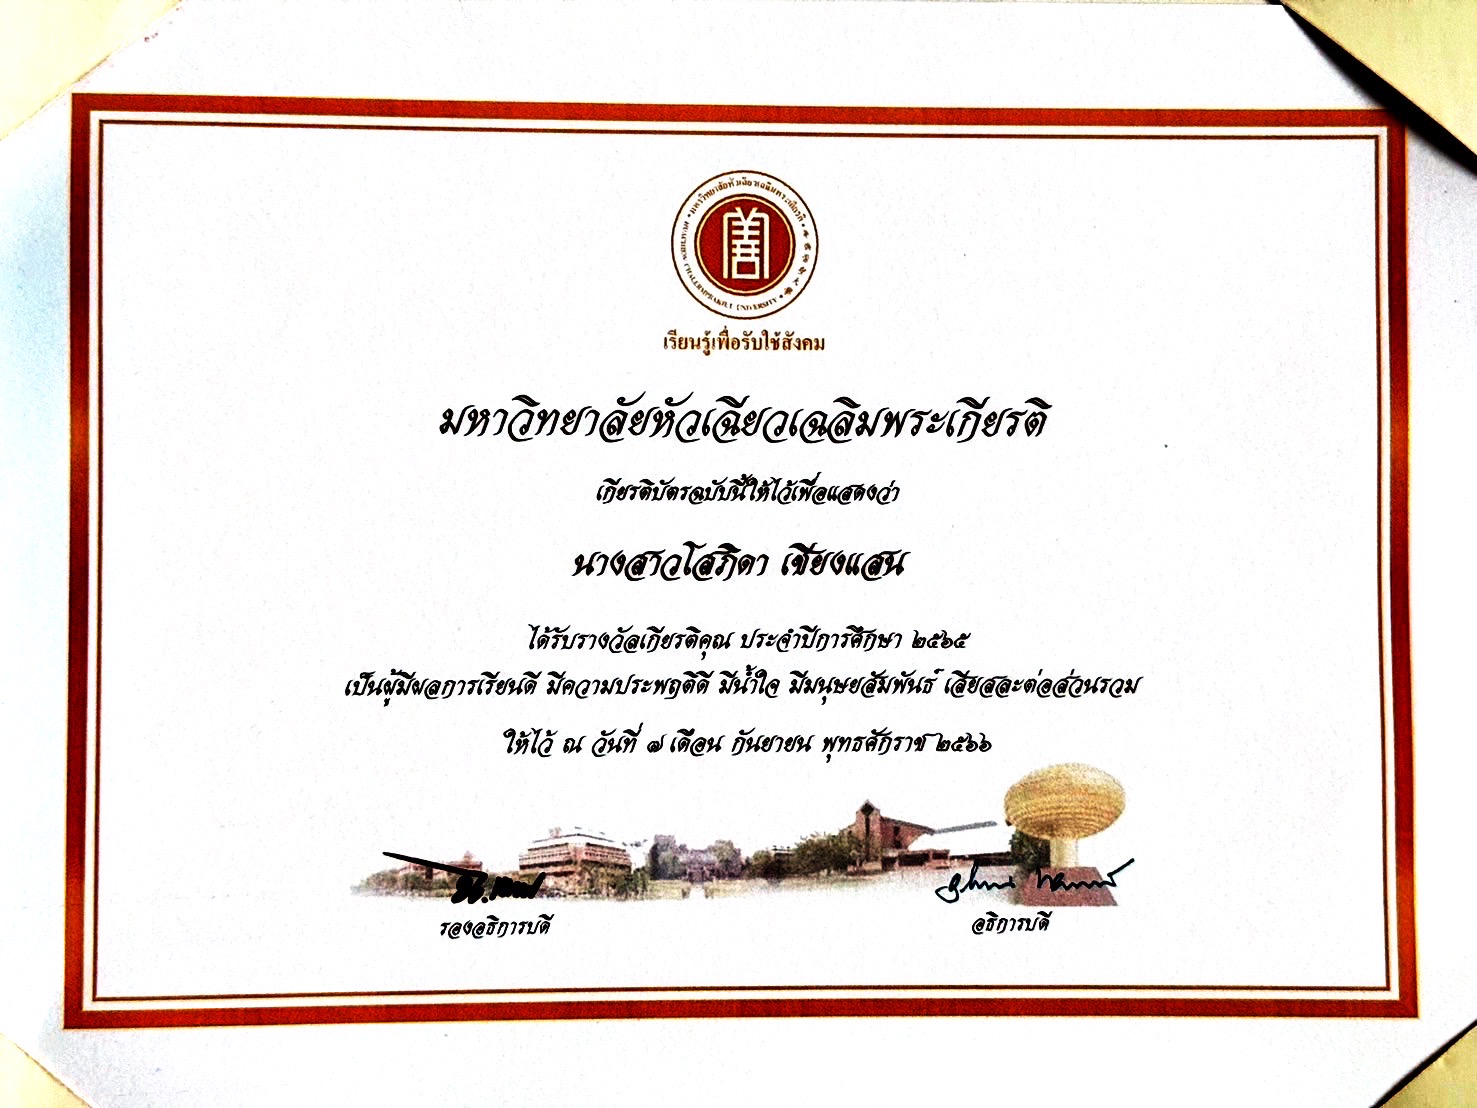 มหาวิทยาลัยหัวเฉียวเฉลิมพระเกียรติ
HUACHIEW CHALERMPRAKIET UNIVERSITY
เรียนรู้เพื่อรับใช้สังคม
มหาวิทยาลัยหัวเฉียวเฉลิมพระเกียรติ
เกียรติบัตรฉบับนี้ให้ไว้เพื่อแสดงว่า
นางสาวโสภิดา เชียงแสน
ได้รับรางวัลเกียรติคุณ ประจำปีการศึกษา ๒๕๖๕
เป็นผู้มีผลการเรียนดี มีความประพฤติดี มีน้ำใจ มีมนุษยสัมพันธ์ เสียสละต่อส่วนรวม
ให้ไว้ ณ วันที่ ๗ เดือน กันยายน พุทธศักราช ๒๕๖๖
รองอธิการบดี
อธิการบดี